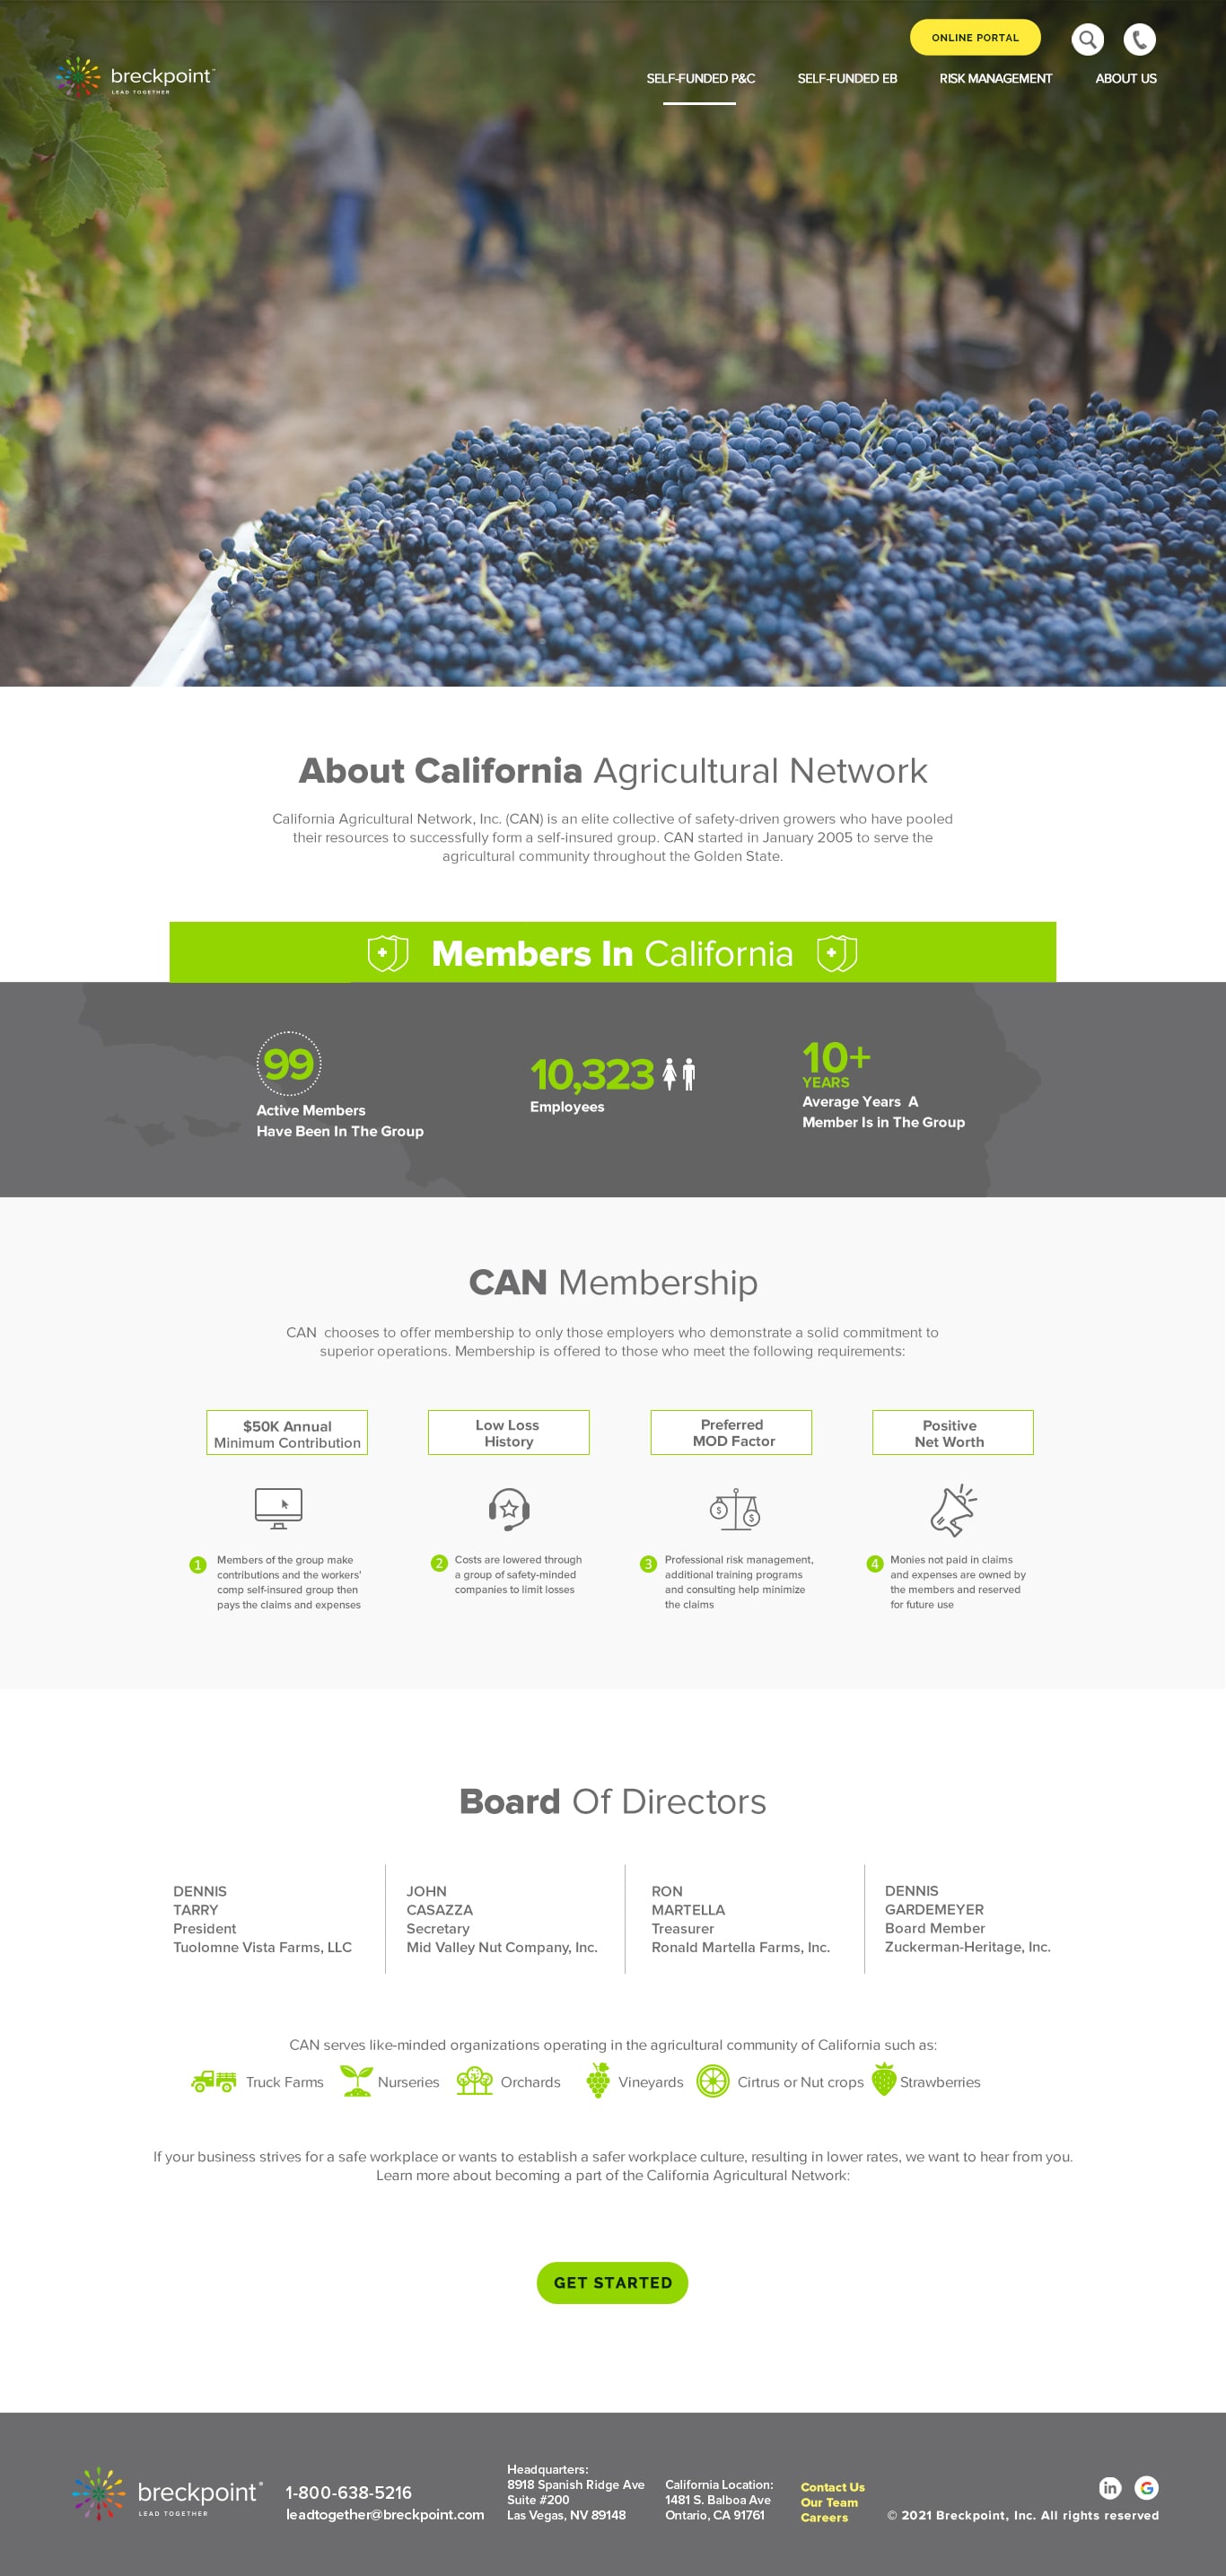 ONLINE PORTAL
breckpoint™
LEAD TOGETHER
SELF-FUNDED P&C SELF-FUNDED EB RISK MANAGEMENT ABOUT US
About California Agricultural Network
California Agricultural Network, Inc. (CAN) is an elite collective of safety-driven growers who have pooled
their resources to successfully form a self-insured group. CAN started in January 2005 to serve the
agricultural community throughout the Golden State.
Members In California
99
Active Members
Have Been In The Group
10,323
Employees
10+
YEARS
Average Years A
Member Is in The Group
CAN Membership
CAN chooses to offer membership to only those employers who demonstrate a solid commitment to
superior operations. Membership is offered to those who meet the following requirements:
$50K Annual
Minimum Contribution
Low Loss
History
Preferred
MOD Factor
Positive
Net Worth
$ $
1
Members of the group make
contributions and the workers'
comp self-insured group then
pays the claims and expenses
2
Costs are lowered through
a group of safety-minded
companies to limit losses
3
Professional risk management,
additional training programs
and consulting help minimize
the claims
4
Monies not paid in claims
and expenses are owned by
the members and reserved
for future use
Board Of Directors
DENNIS
TARRY
President
Tuolomne Vista Farms, LLC
JOHN
CASAZZA
Secretary
Mid Valley Nut Company, Inc.
RON
MARTELLA
Treasurer
Ronald Martella Farms, Inc.
DENNIS
GARDEMEYER
Board Member
Zuckerman-Heritage, Inc.
CAN serves like-minded organizations operating in the agricultural community of California such as:
Truck Farms Nurseries Orchards Vineyards Cirtrus or Nut crops Strawberries
If your business strives for a safe workplace or wants to establish a safer workplace culture, resulting in lower rates, we want to hear from you.
Learn more about becoming a part of the California Agricultural Network:
GET STARTED
breckpoint®
LEAD TOGETHER
1-800-638-5216
leadtogether@breckpoint.com
Headquarters:
8918 Spanish Ridge Ave
Suite #200
Las Vegas, NV 89148
California Location:
1481 S. Balboa Ave
Ontario, CA 91761
Contact Us
Our Team
Careers
in G
© 2021 Breckpoint, Inc. All rights reserved